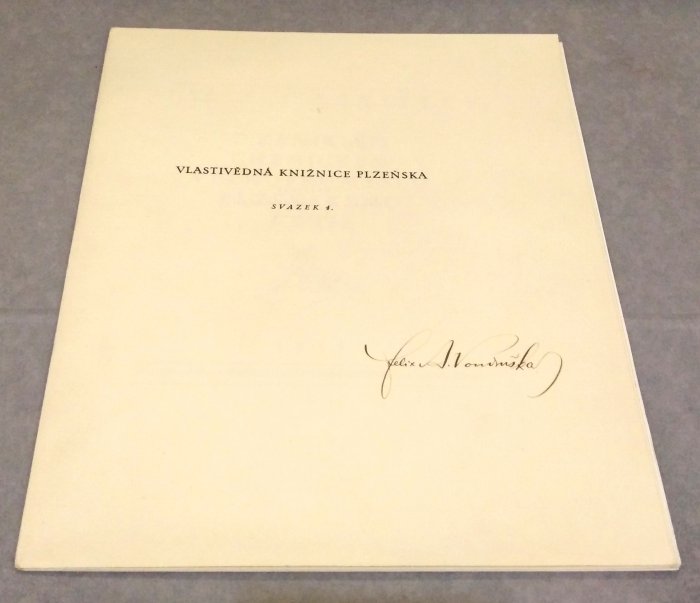 VLASTIVĚDNÁ KNIŽNICE PLZEŇSKA
SVAZEK 4.
Felix A. Vondruška